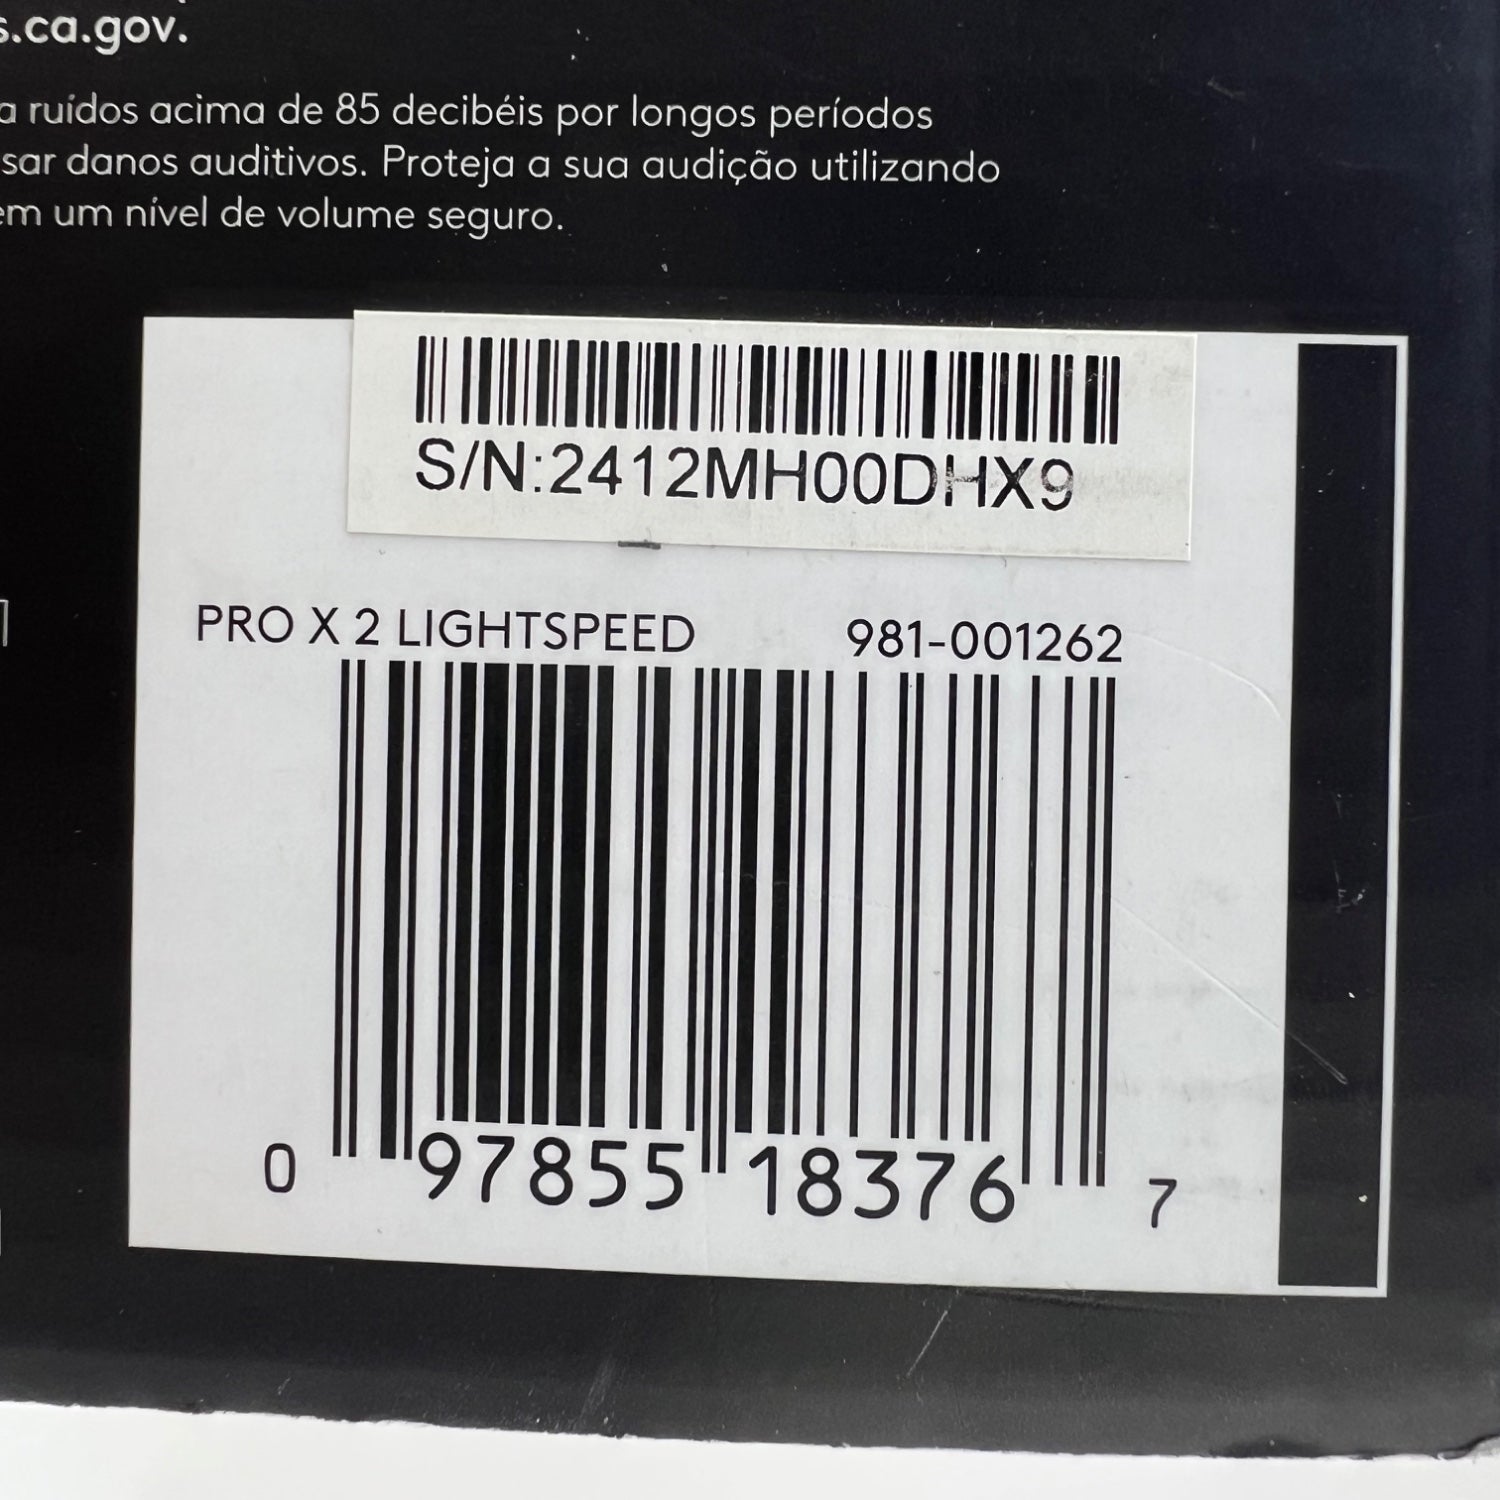 s.ca.gov.
a ruídos acima de 85 decibéis por longos períodos
sar danos auditivos. Proteja a sua audição utilizando
em um nível de volume seguro.
S/N:2412MH00DHX9
PRO X 2 LIGHTSPEED 981-001262
0 97855 18376 7